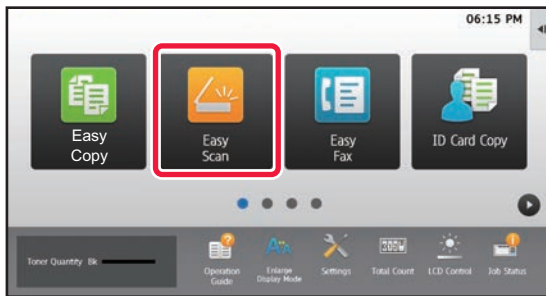 06:15 PM
Easy
Copy
Easy
Scan
Easy
Fax
ID Card Copy
Toner Quantity Bk
Operation
Guide
Enlarge
Display Mode
Settings
Total Count
LCD Control
Job Status